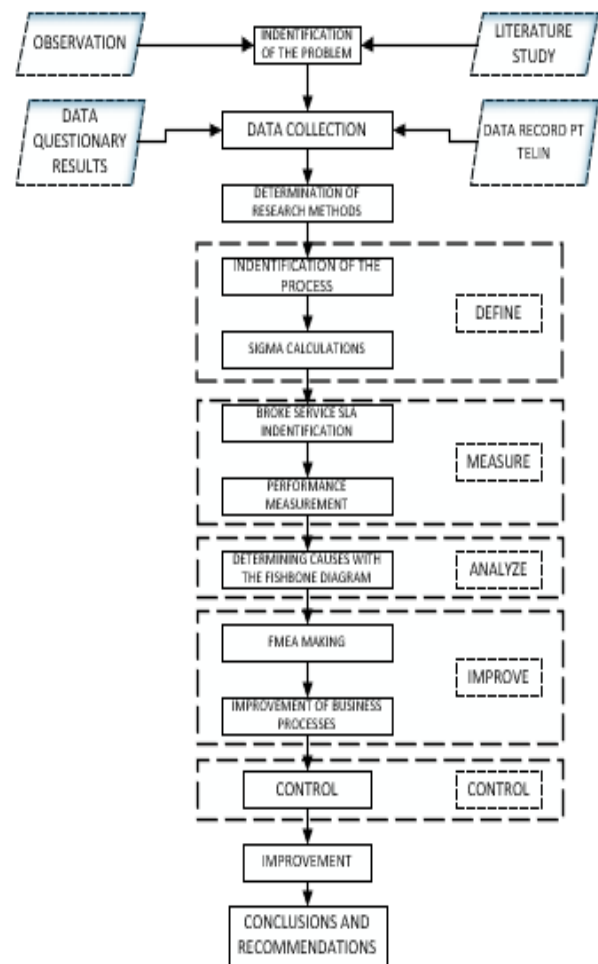 OBSERVATION
INDENTIFICATION
OF THE PROBLEM
LITERATURE
STUDY
DATA
QUESTIONARY
RESULTS
DATA COLLECTION
DATA RECORD PT
TELIN
DETERMINATION OF
RESEARCH METHODS
INDENTIFICATION OF THE
PROCESS
DEFINE
SIGMA CALCULATIONS
BROKE SERVICE SLA
INDENTIFICATION
MEASURE
PERFORMANCE
MEASUREMENT
DETERMINING CAUSES WITH
THE FISHBONE DIAGRAM
ANALYZE
FMEA MAKING
IMPROVE
IMPROVEMENT OF BUSINESS
PROCESSES
CONTROL
CONTROL
IMPROVEMENT
CONCLUSIONS AND
RECOMMENDATIONS